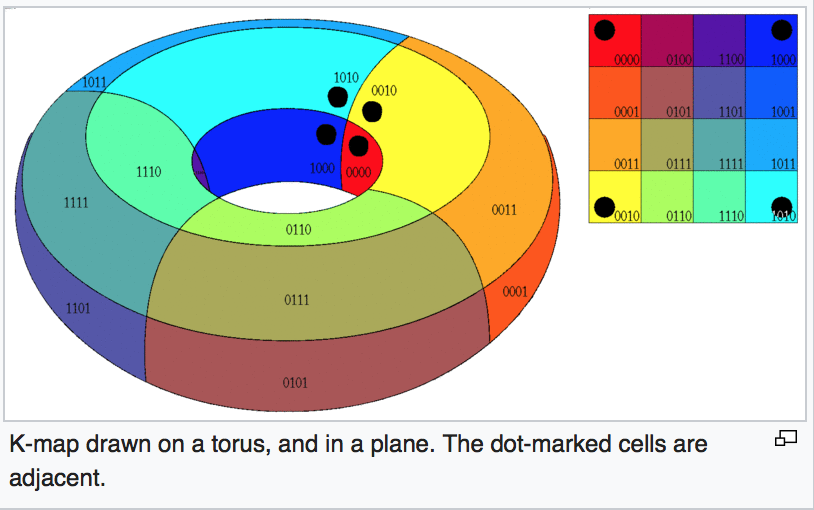 1011
1010
0010
1110
1000
0000
1111
0011
0110
0111
0001
1101
0101
0000 0100 1100 1000
0001 0101 1101 1001
0011 0111 1111 1011
0010 0110 1110 1010
K-map drawn on a torus, and in a plane. The dot-marked cells are
adjacent.